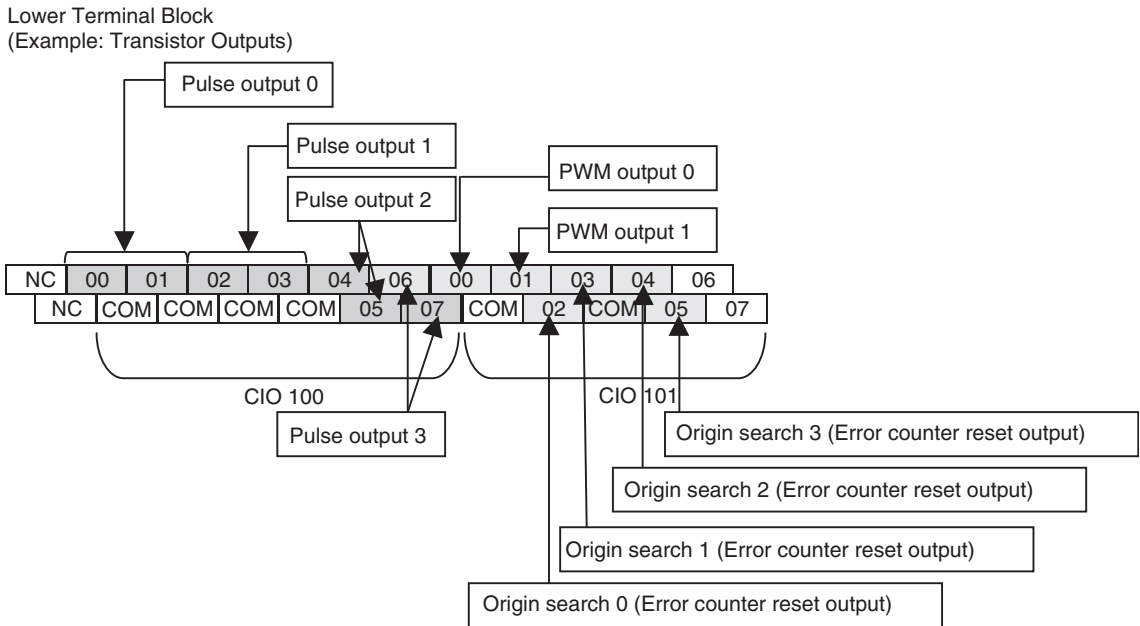 Lower Terminal Block
(Example: Transistor Outputs)
Pulse output 0
Pulse output 1
PWM output 0
Pulse output 2
PWM output 1
NC 00 01 02 03 04 06 00 01 03 04 06
NC COM COM COM COM 05 07 COM 02 COM 05 07
CIO 100 CIO 101
Pulse output 3
Origin search 3 (Error counter reset output)
Origin search 2 (Error counter reset output)
Origin search 1 (Error counter reset output)
Origin search 0 (Error counter reset output)